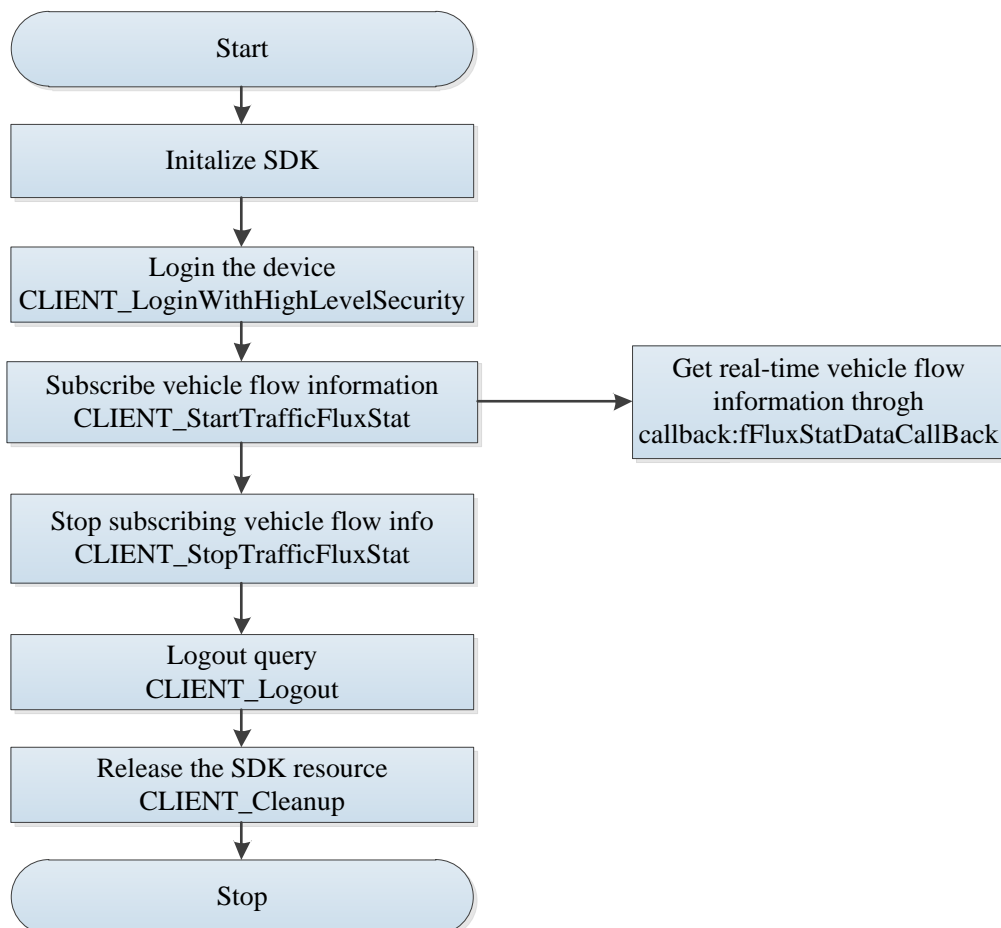 Start
Initalize SDK
Login the device
CLIENT_LoginWithHighLevelSecurity
Subscribe vehicle flow information
CLIENT_StartTrafficFluxStat
Get real-time vehicle flow
information throgh
callback:fFluxStatDataCallBack
Stop subscribing vehicle flow info
CLIENT_StopTrafficFluxStat
Logout query
CLIENT_Logout
Release the SDK resource
CLIENT_Cleanup
Stop